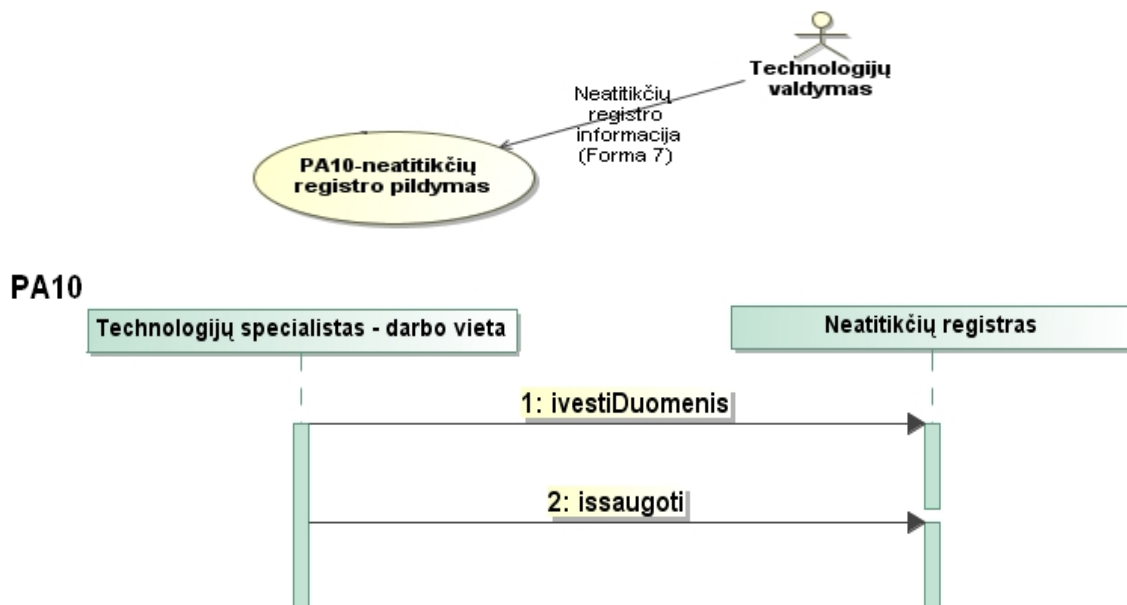 Technologijų
valdymas
Neatitikčių
registro
informacija
(Forma 7)
PA10-neatitikčių
registro pildymas
PA10
Technologijų specialistas - darbo vieta
Neatitikčių registras
1: ivestiDuomenis
2: issaugoti